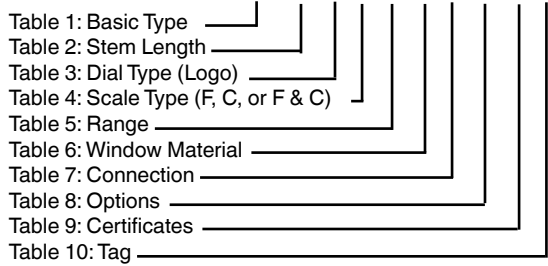 Table 1: Basic Type
Table 2: Stem Length
Table 3: Dial Type (Logo)
Table 4: Scale Type (F, C, or F & C)
Table 5: Range
Table 6: Window Material
Table 7: Connection
Table 8: Options
Table 9: Certificates
Table 10: Tag